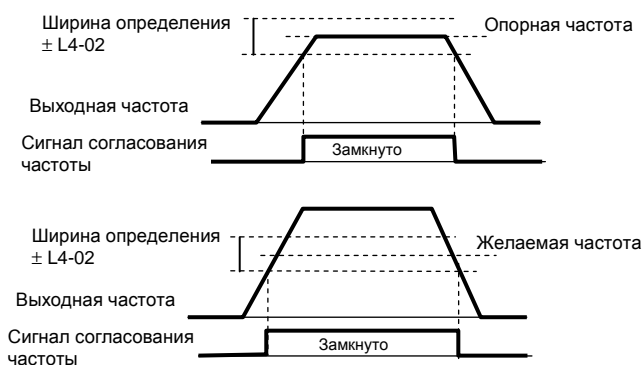 Ширина определения
± L4-02
Опорная частота
Выходная частота
Сигнал согласования
частоты
Замкнуто
Ширина определения
± L4-02
Желаемая частота
Выходная частота
Сигнал согласования
частоты
Замкнуто